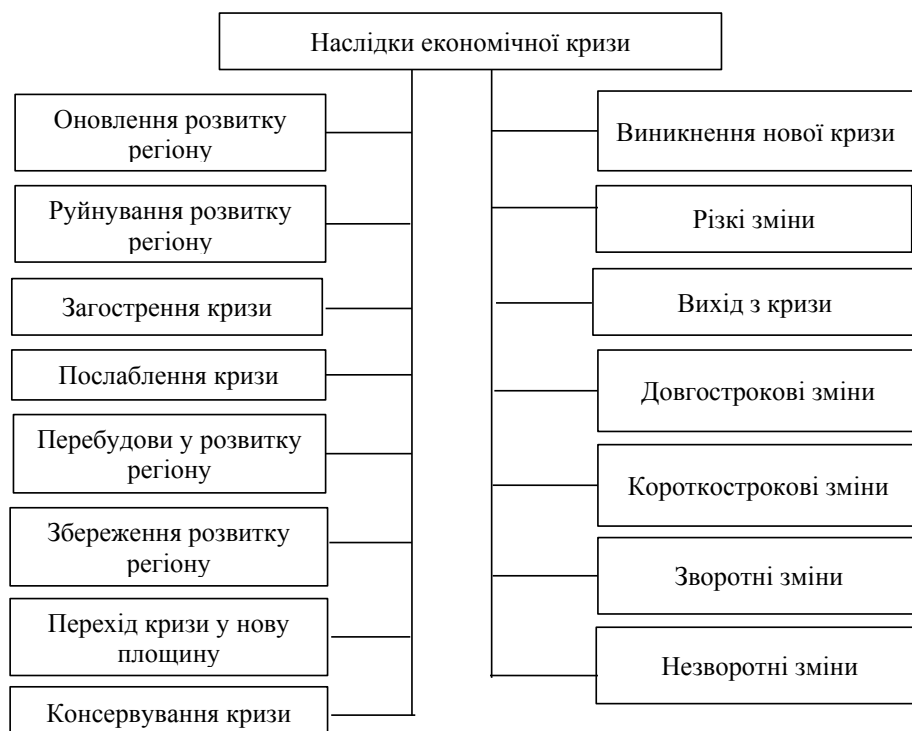 Наслідки економічної кризи
Оновлення розвитку
регіону
Руйнування розвитку
регіону
Загострення кризи
Послаблення кризи
Перебудови у розвитку
регіону
Збереження розвитку
регіону
Перехід кризи у нову
площину
Консервування кризи
Виникнення нової кризи
Різкі зміни
Вихід з кризи
Довгострокові зміни
Короткострокові зміни
Зворотні зміни
Незворотні зміни